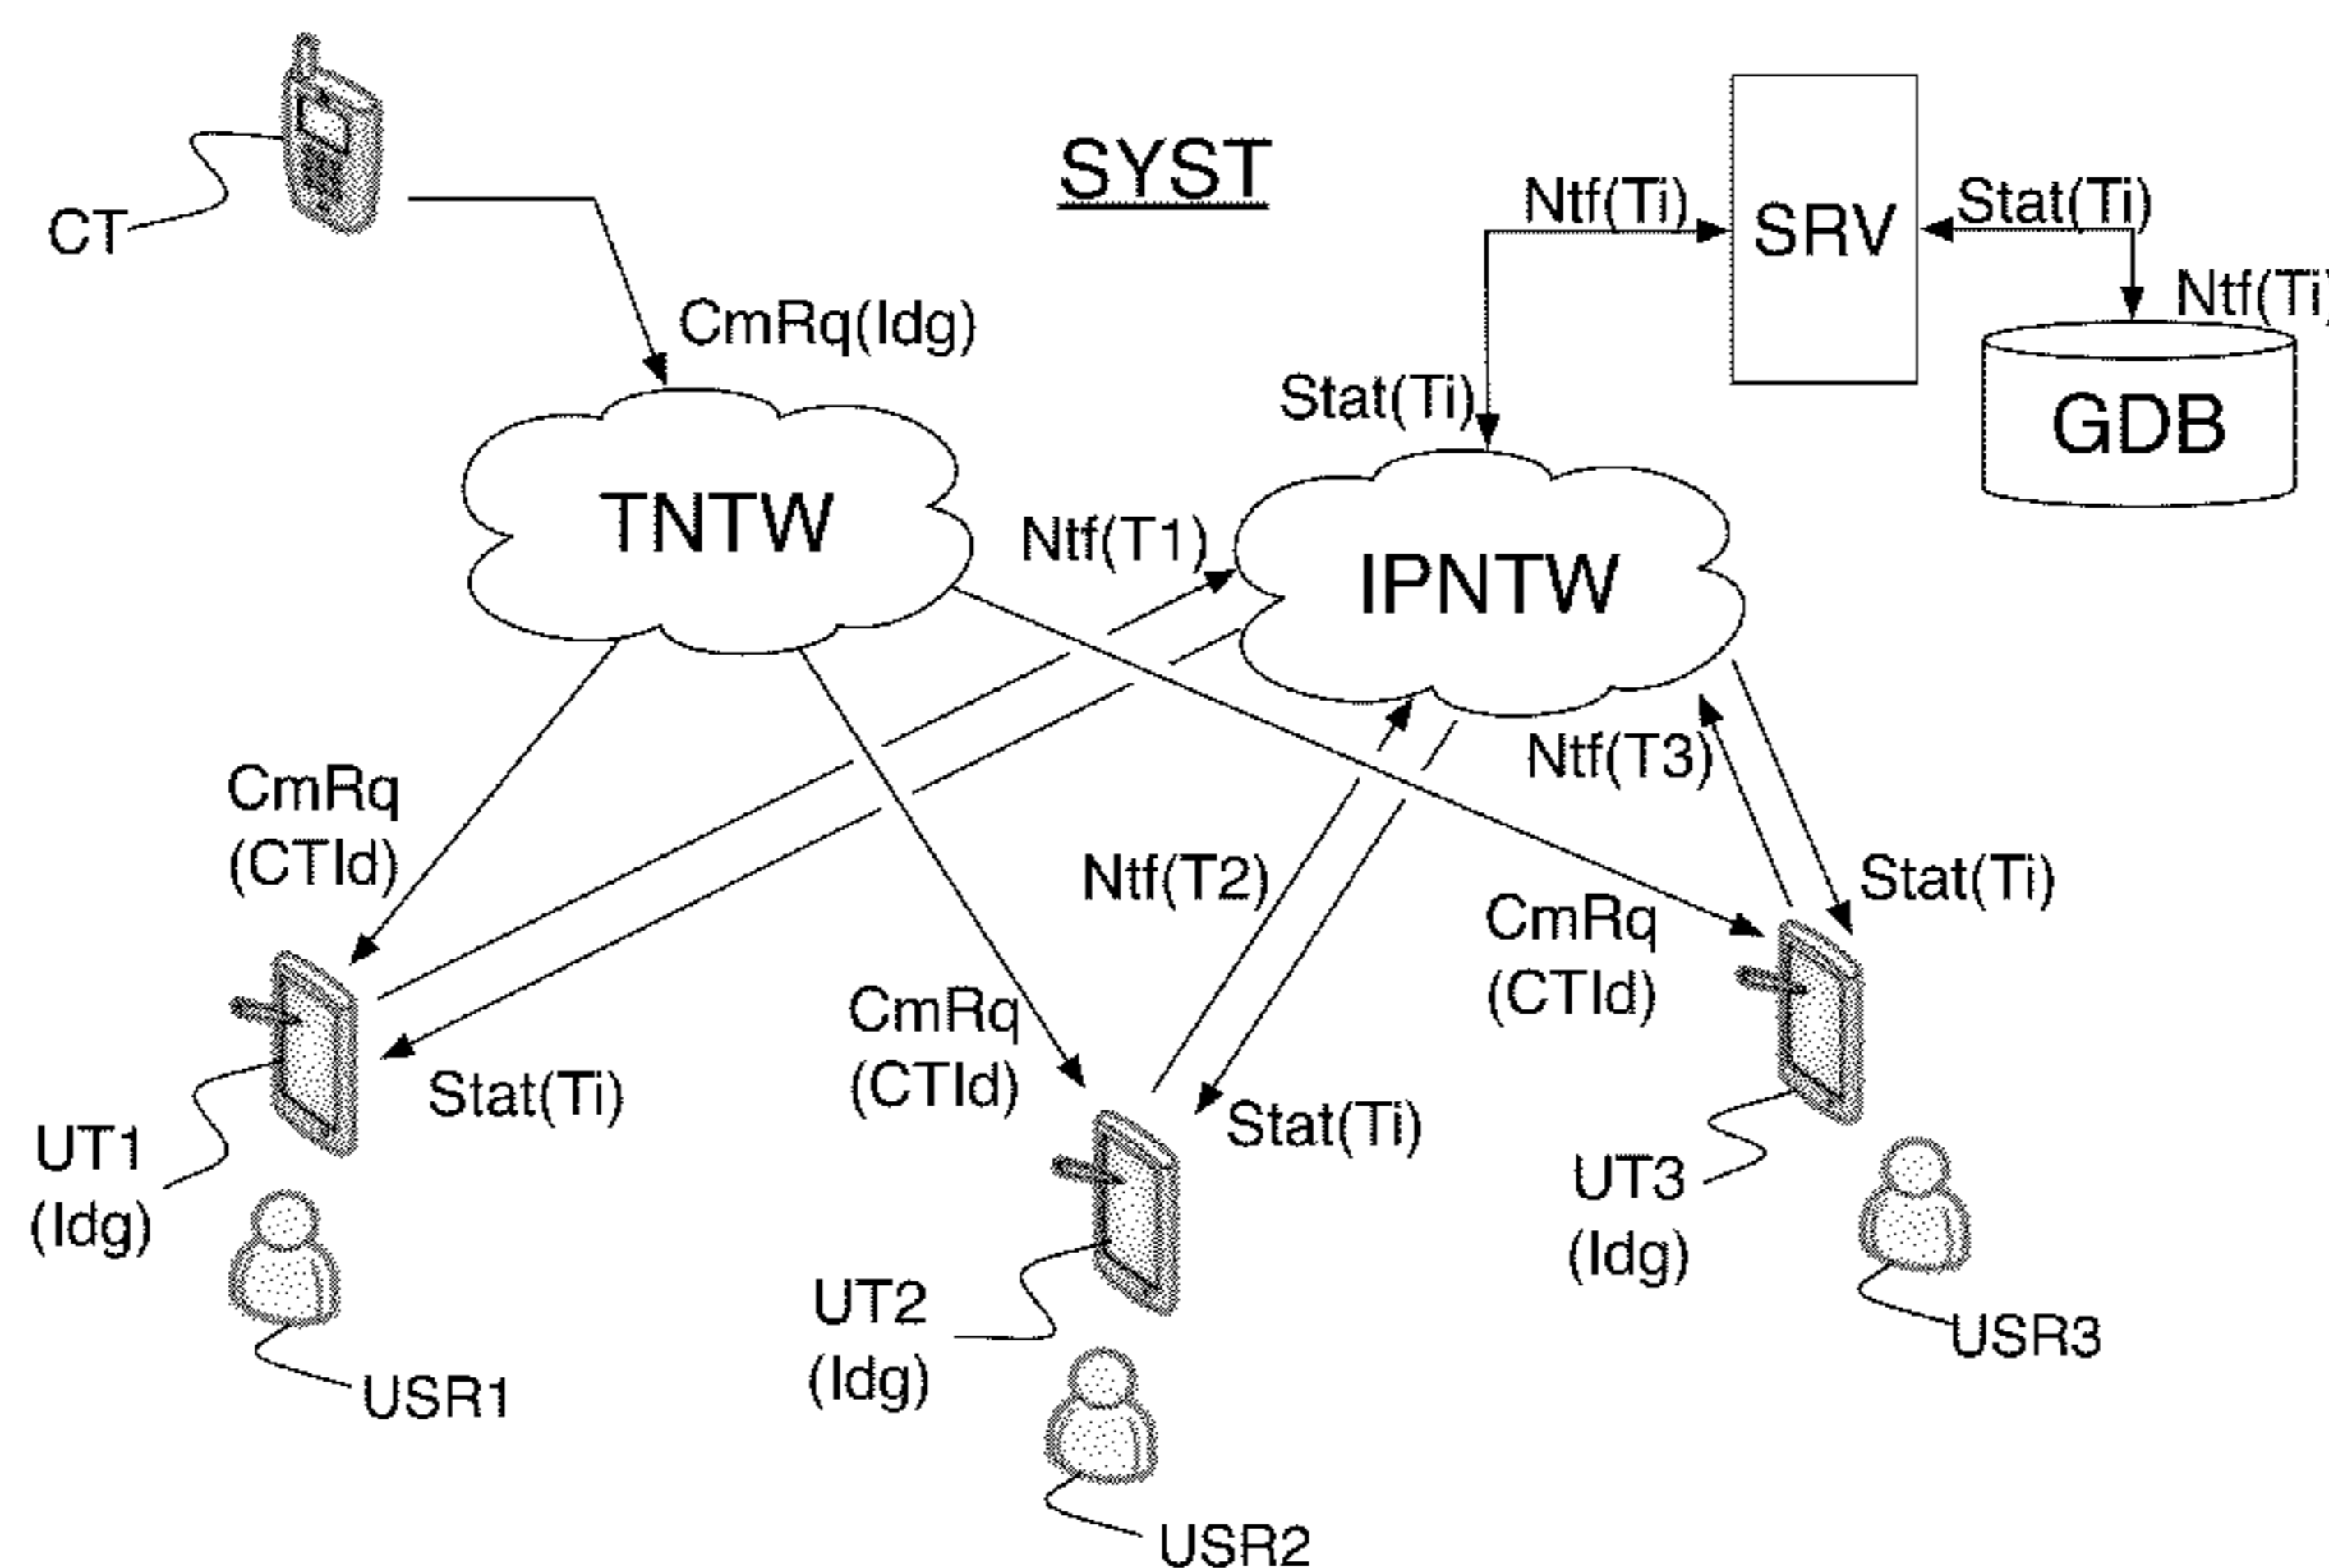 SYST
CT
CmRq(Idg)
Ntf(Ti)
SRV
Stat(Ti)
Ntf(Ti)
GDB
Stat(Ti)
TNTW
Ntf(T1)
IPNTW
CmRq
(CTId)
Ntf(T3)
Ntf(T2)
Stat(Ti)
CmRq
(CTId)
CmRq
(CTId)
Stat(Ti)
Stat(Ti)
UT1
(Idg)
UT2
(Idg)
UT3
(Idg)
USR1
USR2
USR3